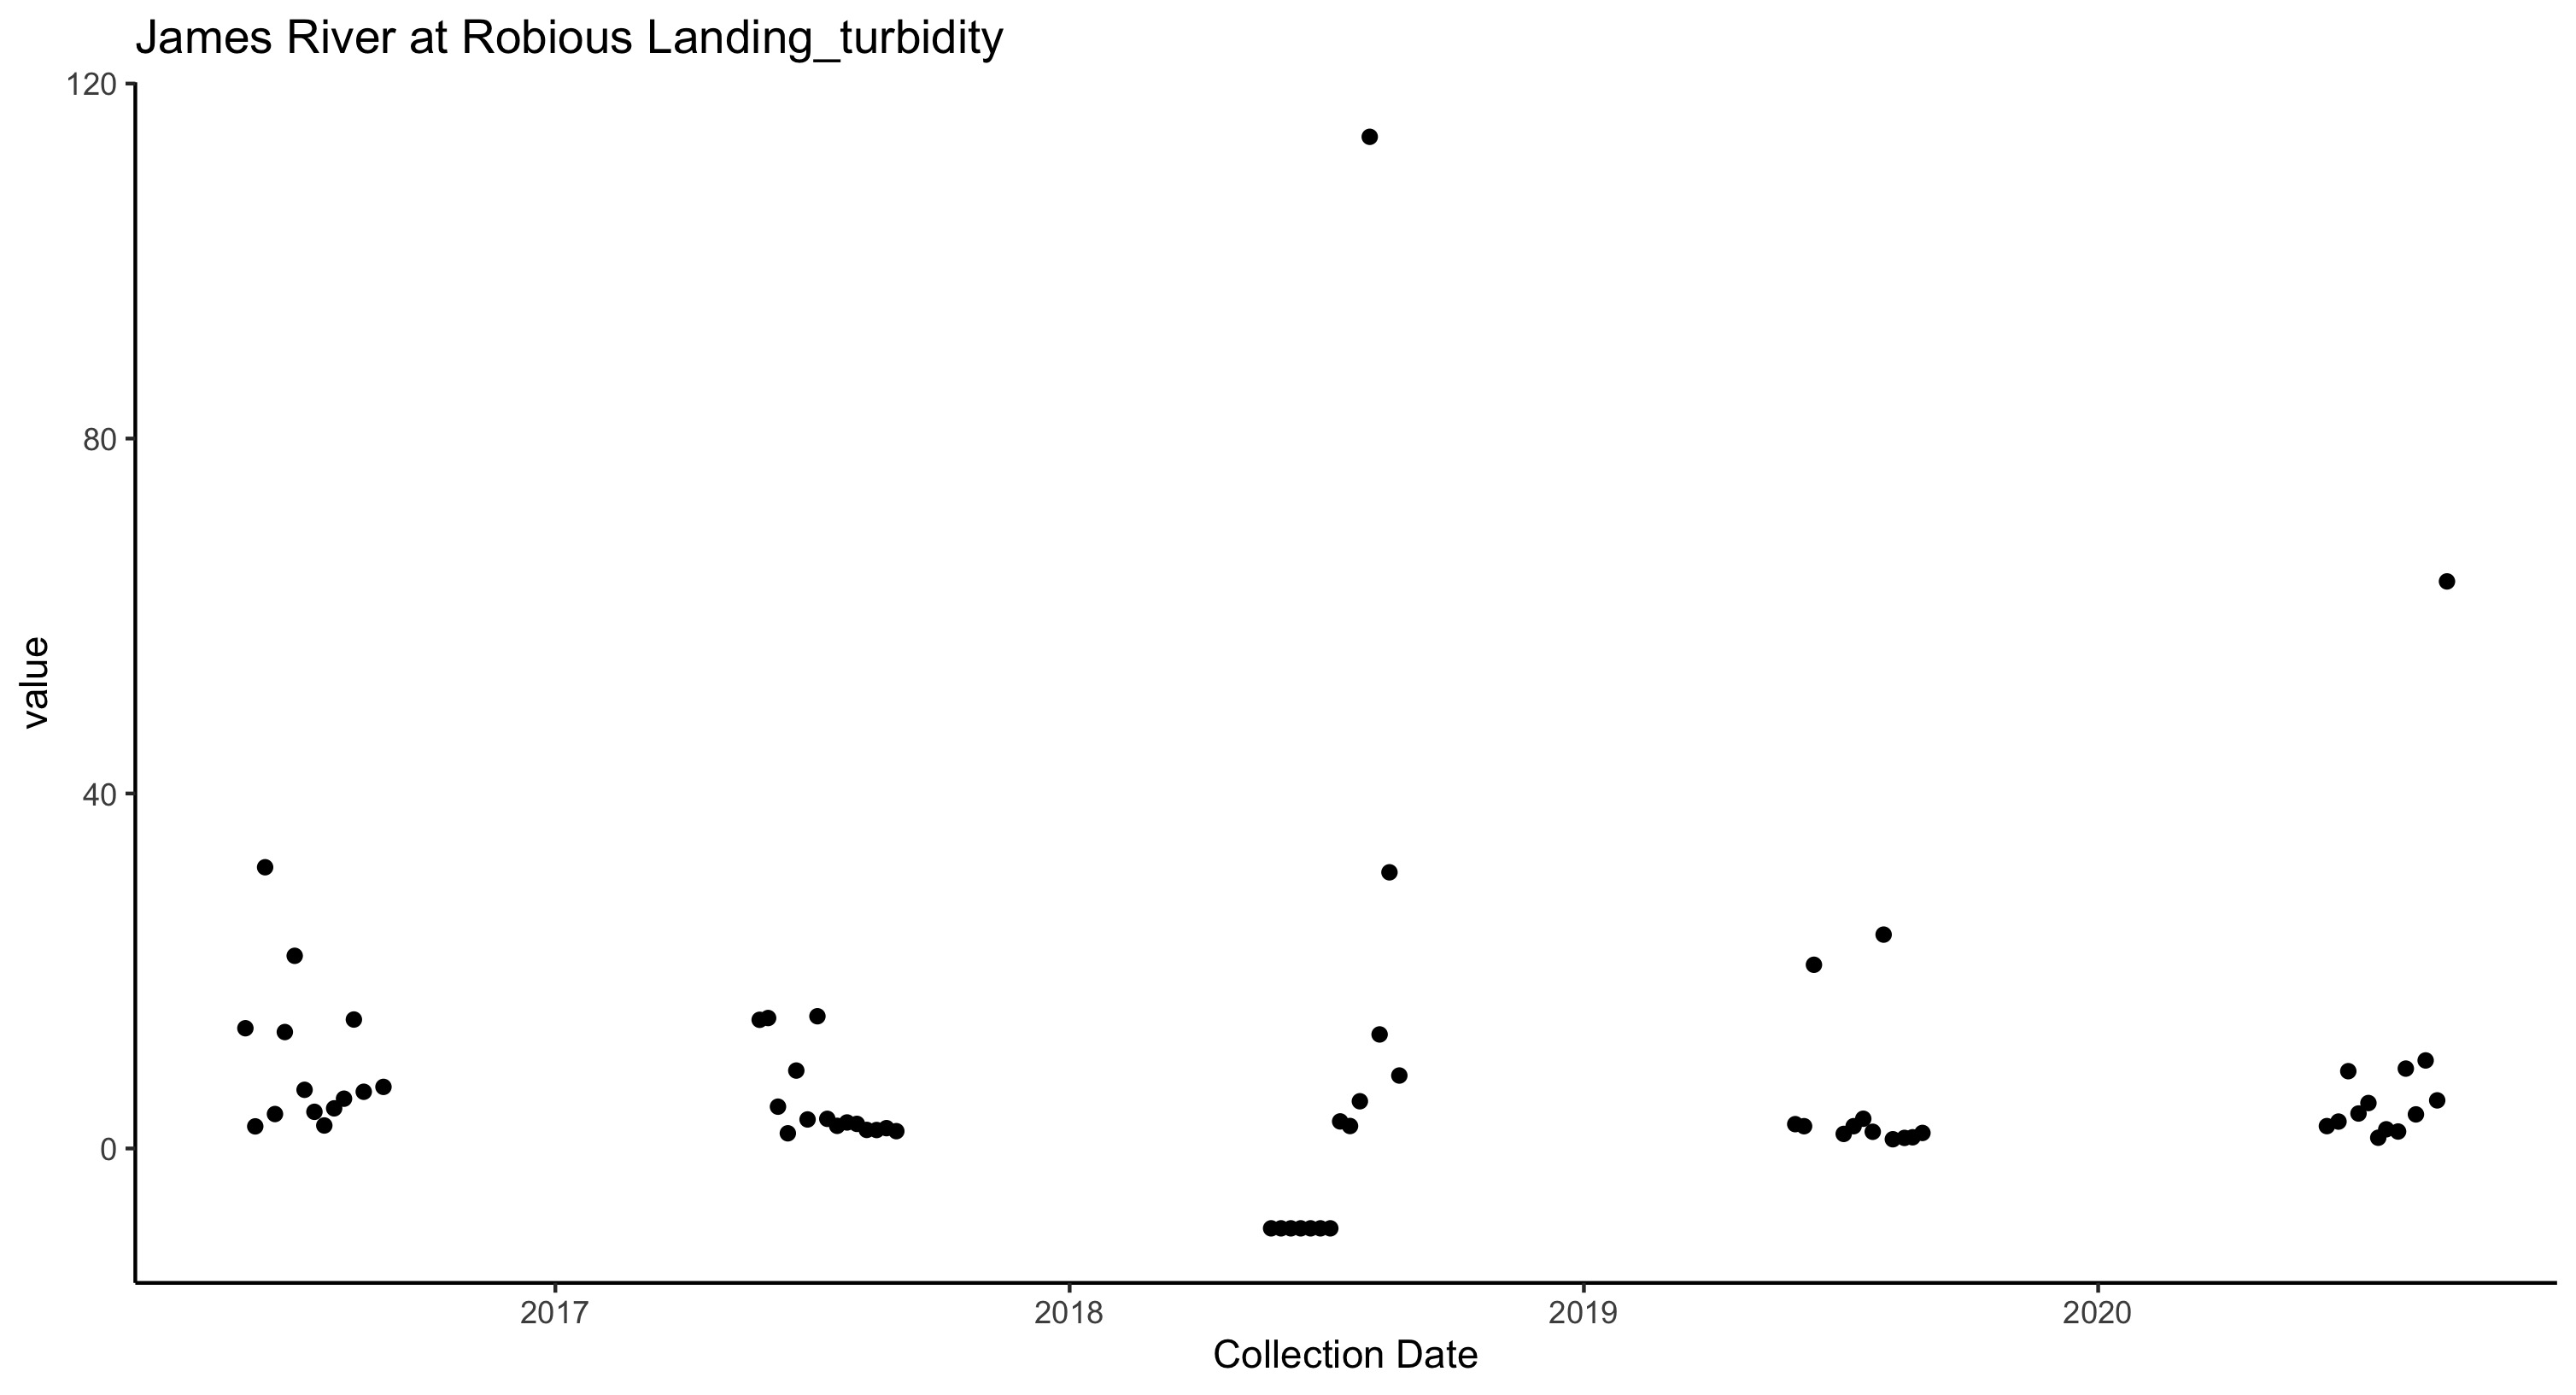 James River at Robious Landing_turbidity
120
80
40
0
value
2017 2018 2019 2020
Collection Date